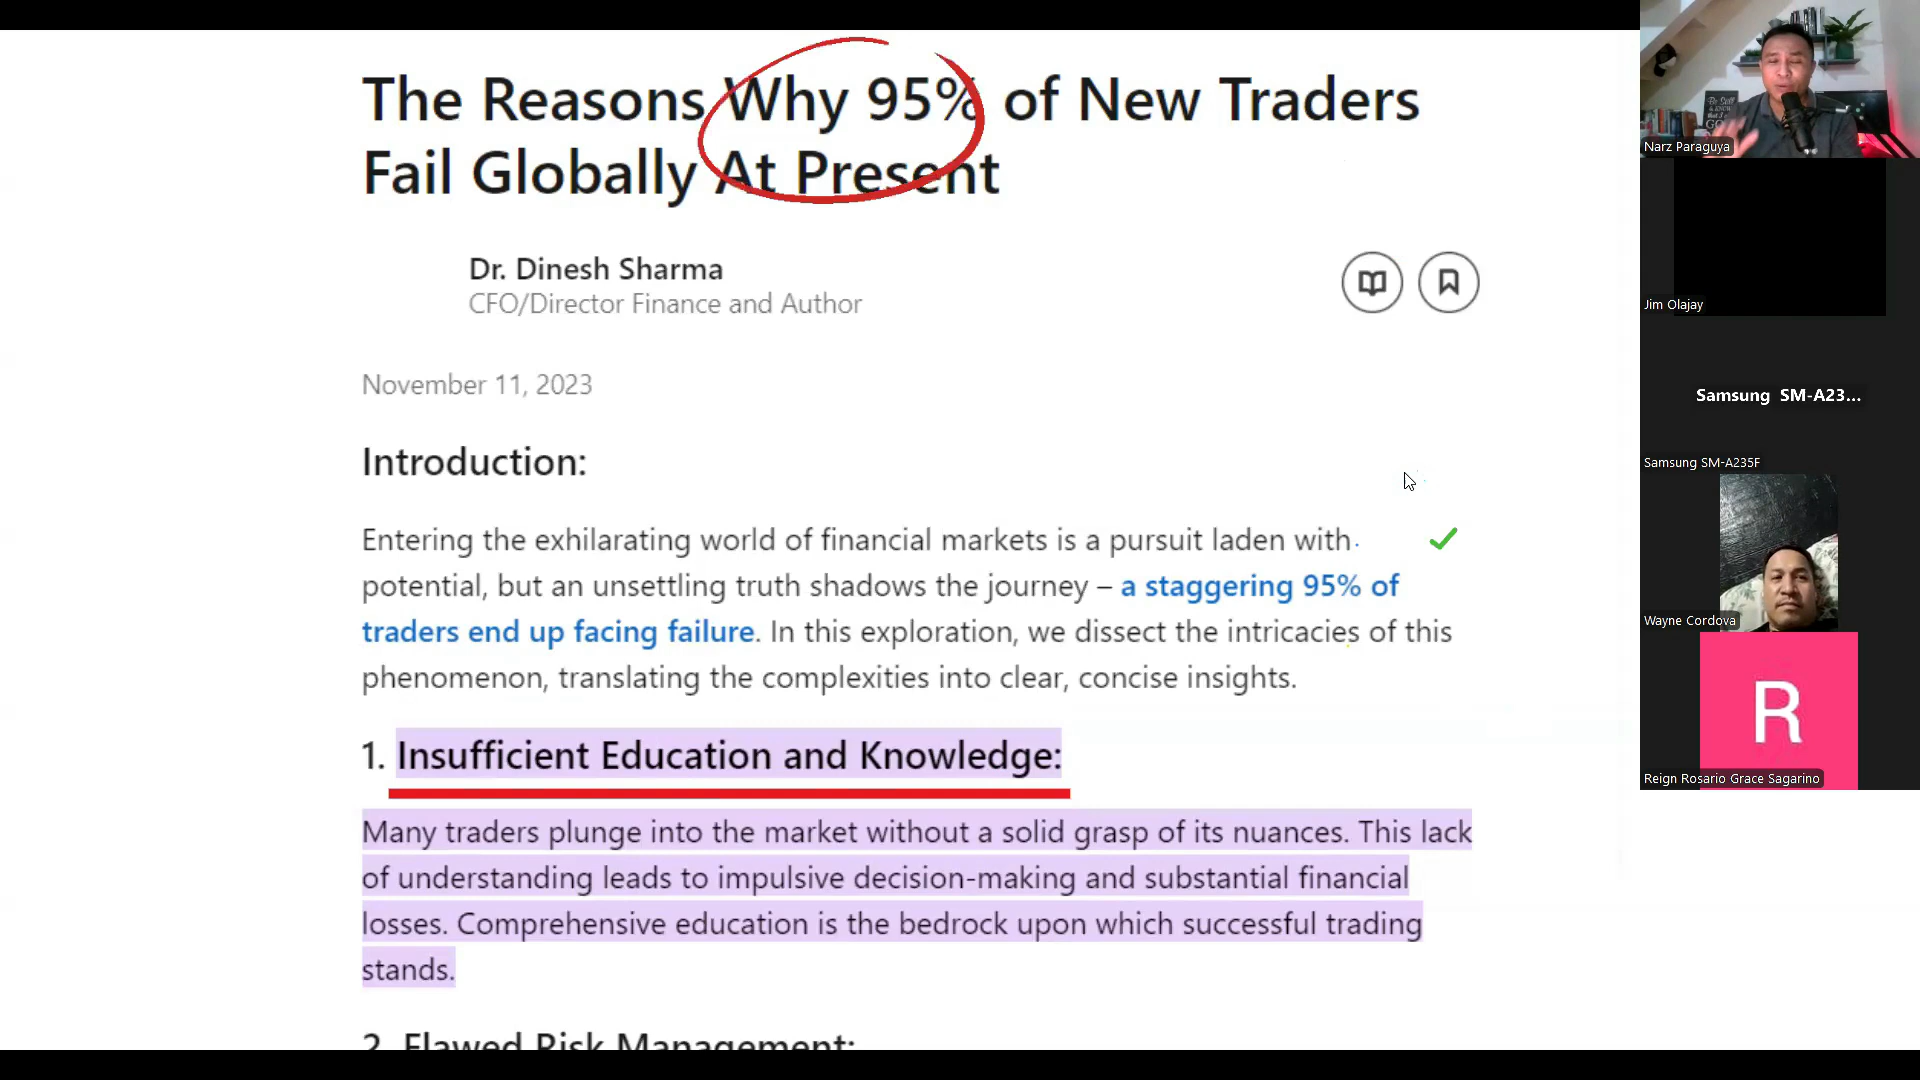 The Reasons Why 95% of New Traders
Fail Globally At Present
Dr. Dinesh Sharma
CFO/Director Finance and Author
November 11, 2023
Introduction:
Entering the exhilarating world of financial markets is a pursuit laden with
potential, but an unsettling truth shadows the journey – a staggering 95% of
traders end up facing failure. In this exploration, we dissect the intricacies of this
phenomenon, translating the complexities into clear, concise insights.
1. Insufficient Education and Knowledge:
Many traders plunge into the market without a solid grasp of its nuances. This lack
of understanding leads to impulsive decision-making and substantial financial
losses. Comprehensive education is the bedrock upon which successful trading
stands.
2. Flawed Risk Management:
Narz Paraguya
Jim Olajay
Samsung SM-A23...
Samsung SM-A235F
Wayne Cordova
R
Reign Rosario Grace Sagarino